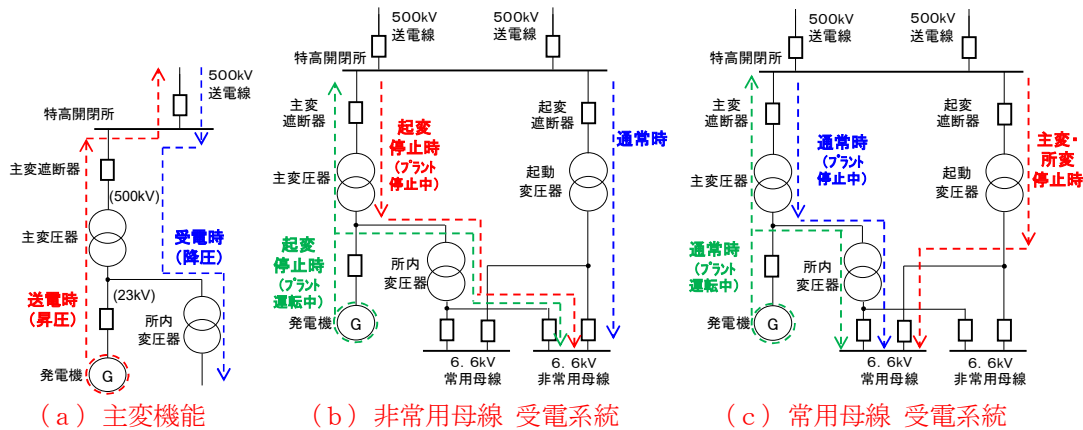 500kV
送電線
特高開閉所
主変遮断器
(500kV)
主変圧器
受電時
(降圧)
(23kV)
送電時
(昇圧)
所内
変圧器
発電機
G
(a) 主変機能
500kV
送電線
500kV
送電線
特高開閉所
主変
遮断器
起変
遮断器
起変
停止時
(プラント
停止中)
通常時
主変圧器
起動
変圧器
起変
停止時
(プラント
運転中)
所内
変圧器
発電機
G
6.6kV
常用母線
6.6kV
非常用母線
(b) 非常用母線 受電系統
500kV
送電線
500kV
送電線
特高開閉所
主変
遮断器
起変
遮断器
通常時
(プラント
停止中)
主変・
所変
停止時
主変圧器
起動
変圧器
通常時
(プラント
運転中)
所内
変圧器
発電機
G
6.6kV
常用母線
6.6kV
非常用母線
(c) 常用母線 受電系統